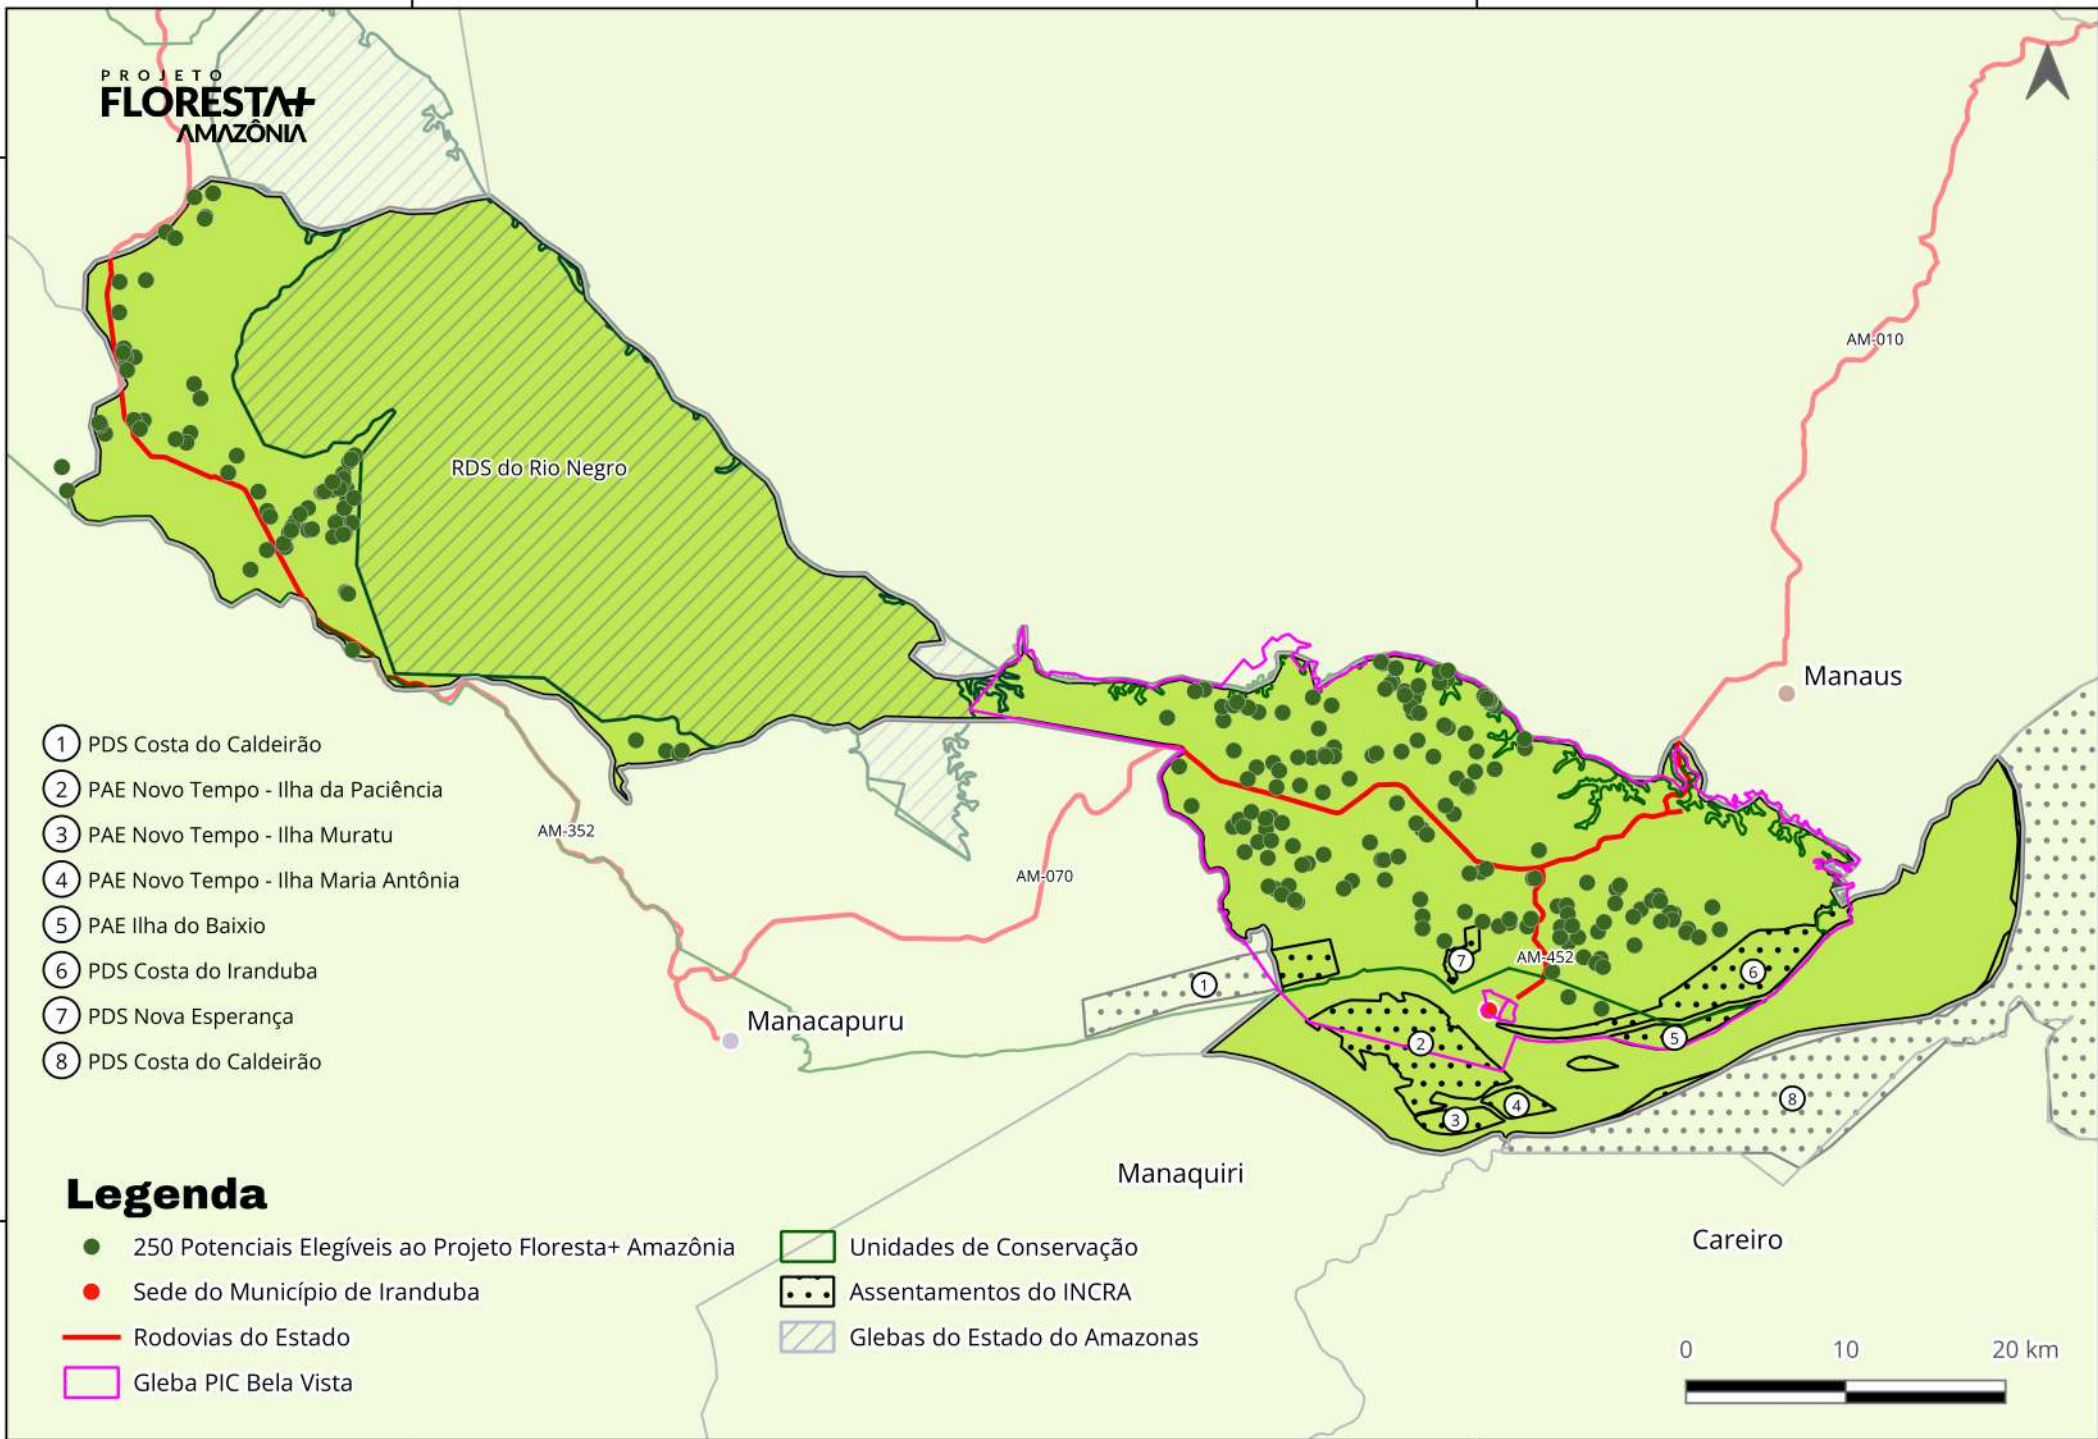 PROJETO
FLORESTA+
AMAZÔNIA
AM-010
RDS do Rio Negro
Manaus
1 PDS Costa do Caldeirão
2 PAE Novo Tempo - Ilha da Paciência
3 PAE Novo Tempo - Ilha Muratu
4 PAE Novo Tempo - Ilha Maria Antônia
5 PAE Ilha do Baixio
6 PDS Costa do Iranduba
7 PDS Nova Esperança
8 PDS Costa do Caldeirão
AM-352
AM-070
AM-452
7
6
1
Manacapuru
5
2
8
4
3
Manaquiri
Careiro
Legenda
250 Potenciais Elegíveis ao Projeto Floresta+ Amazônia
Sede do Município de Iranduba
Rodovias do Estado
Gleba PIC Bela Vista
Unidades de Conservação
Assentamentos do INCRA
Glebas do Estado do Amazonas
0 10 20 km